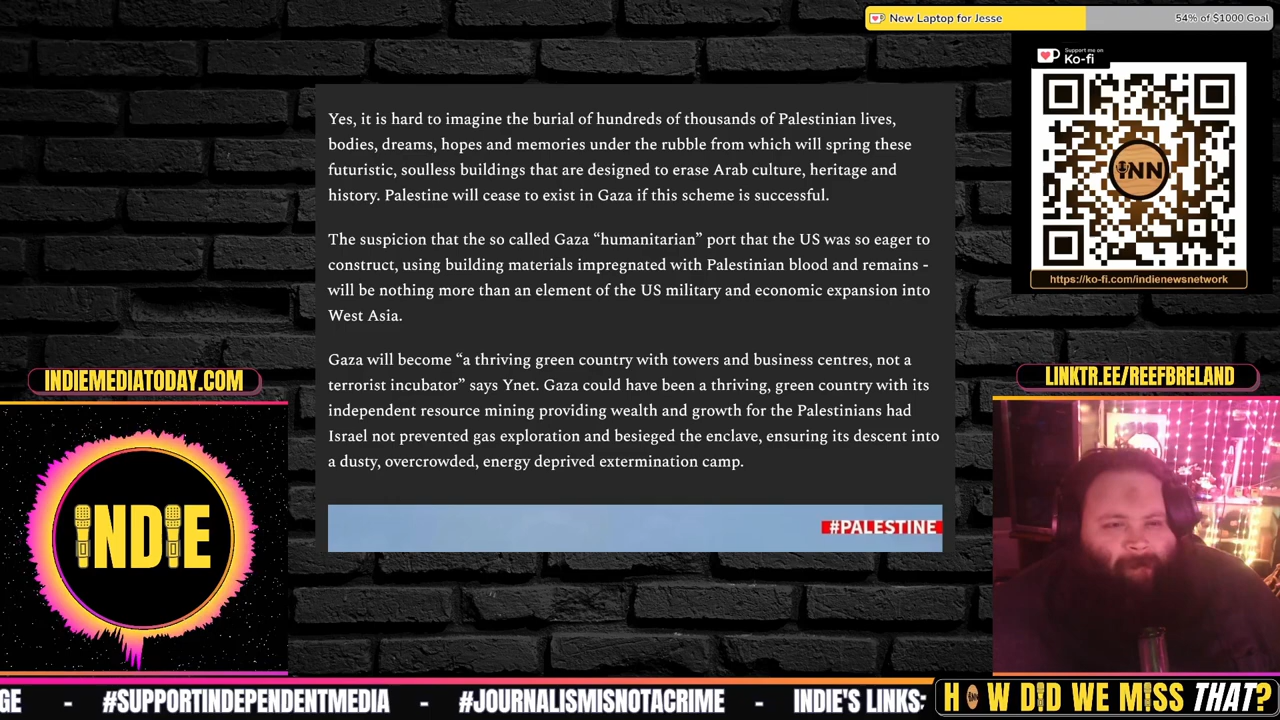 New Laptop for Jesse
54% of $1000 Goal
Support me on
Ko-fi
iNN
https://ko-fi.com/indienewsnetwork
Yes, it is hard to imagine the burial of hundreds of thousands of Palestinian lives,
bodies, dreams, hopes and memories under the rubble from which will spring these
futuristic, soulless buildings that are designed to erase Arab culture, heritage and
history. Palestine will cease to exist in Gaza if this scheme is successful.
The suspicion that the so called Gaza “humanitarian” port that the US was so eager to
construct, using building materials impregnated with Palestinian blood and remains -
will be nothing more than an element of the US military and economic expansion into
West Asia.
Gaza will become “a thriving green country with towers and business centres, not a
terrorist incubator” says Ynet. Gaza could have been a thriving, green country with its
independent resource mining providing wealth and growth for the Palestinians had
Israel not prevented gas exploration and besieged the enclave, ensuring its descent into
a dusty, overcrowded, energy deprived extermination camp.
#PALESTINE
INDIEMEDIATODAY.COM
INDIE
LINKTR.EE/REEFBRELAND
GE - #SUPPORTINDEPENDENTMEDIA - #JOURNALISMISNOTACRIME - INDIE'S LINKS:
HOW DID WE MISS THAT?